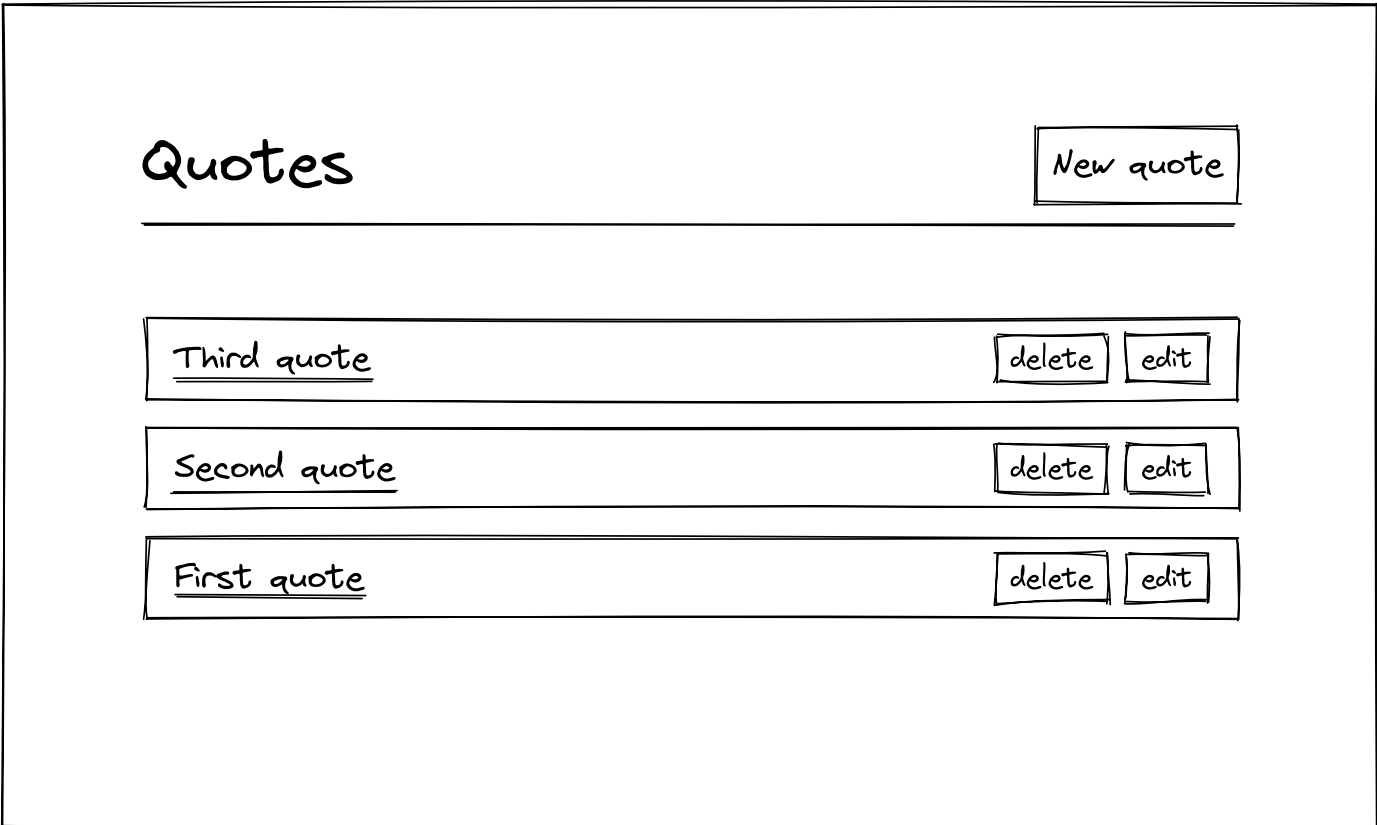 Quotes
New quote
Third quote
delete
edit
Second quote
delete
edit
First quote
delete
edit